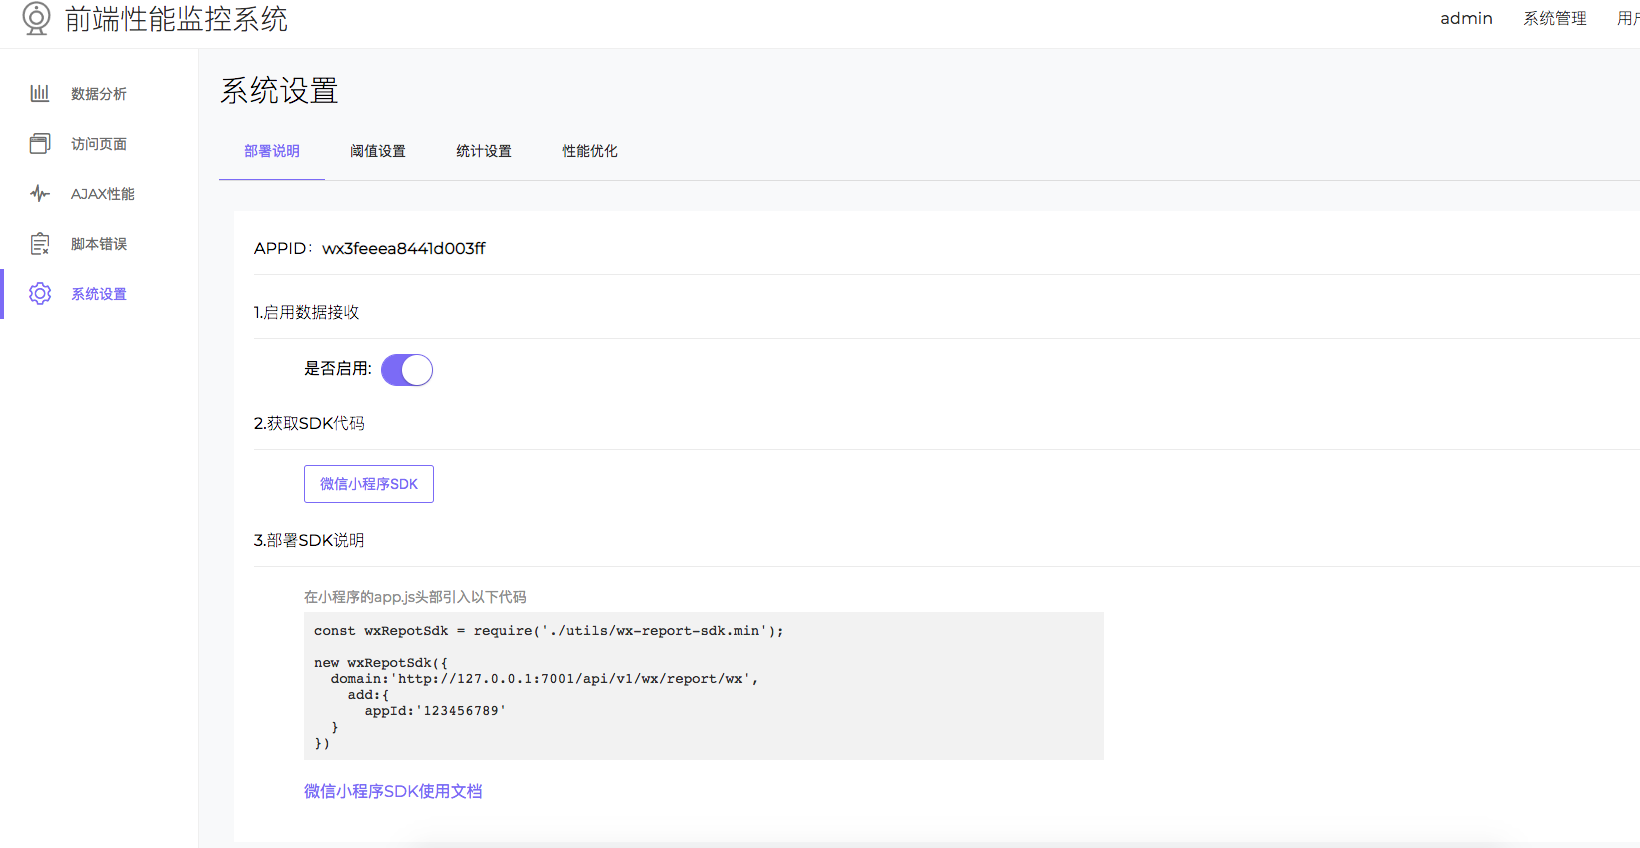 前端性能监控系统
admin 系统管理
数据分析
访问页面
AJAX性能
脚本错误
系统设置
系统设置
部署说明 阈值设置 统计设置 性能优化
APPID：wx3feeea8441d003ff
1.启用数据接收
是否启用:
2.获取SDK代码
微信小程序SDK
3.部署SDK说明
在小程序的app.js头部引入以下代码
const wxRepotSdk = require('./utils/wx-report-sdk.min');
new wxRepotSdk({
domain:'http://127.0.0.1:7001/api/v1/wx/report/wx',
add:{
appId:'123456789'
}
})
微信小程序SDK使用文档